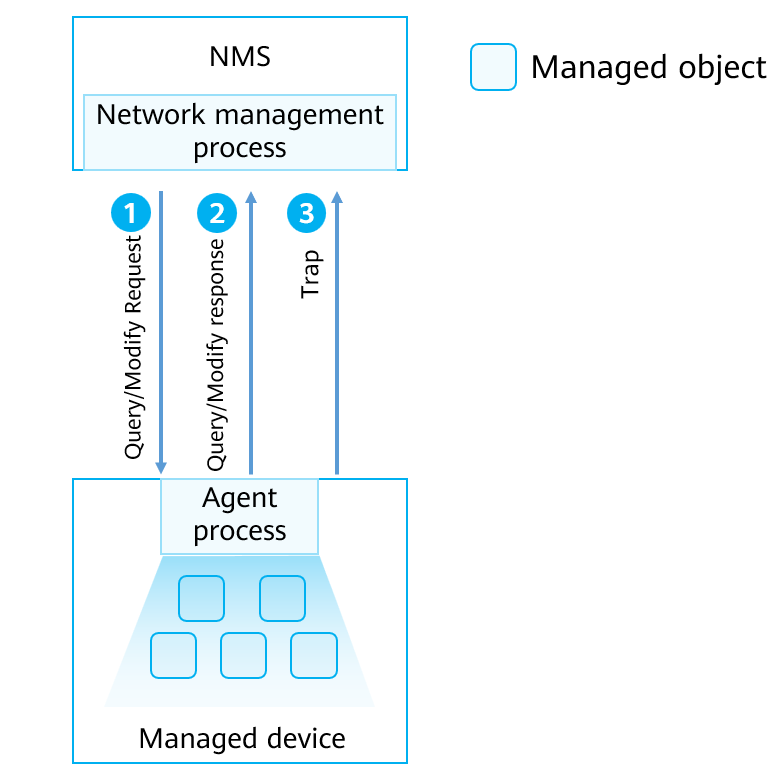 NMS
Managed object
Network management
process
1
2
3
Query/Modify Request
Query/Modify response
Trap
Agent
process
Managed device